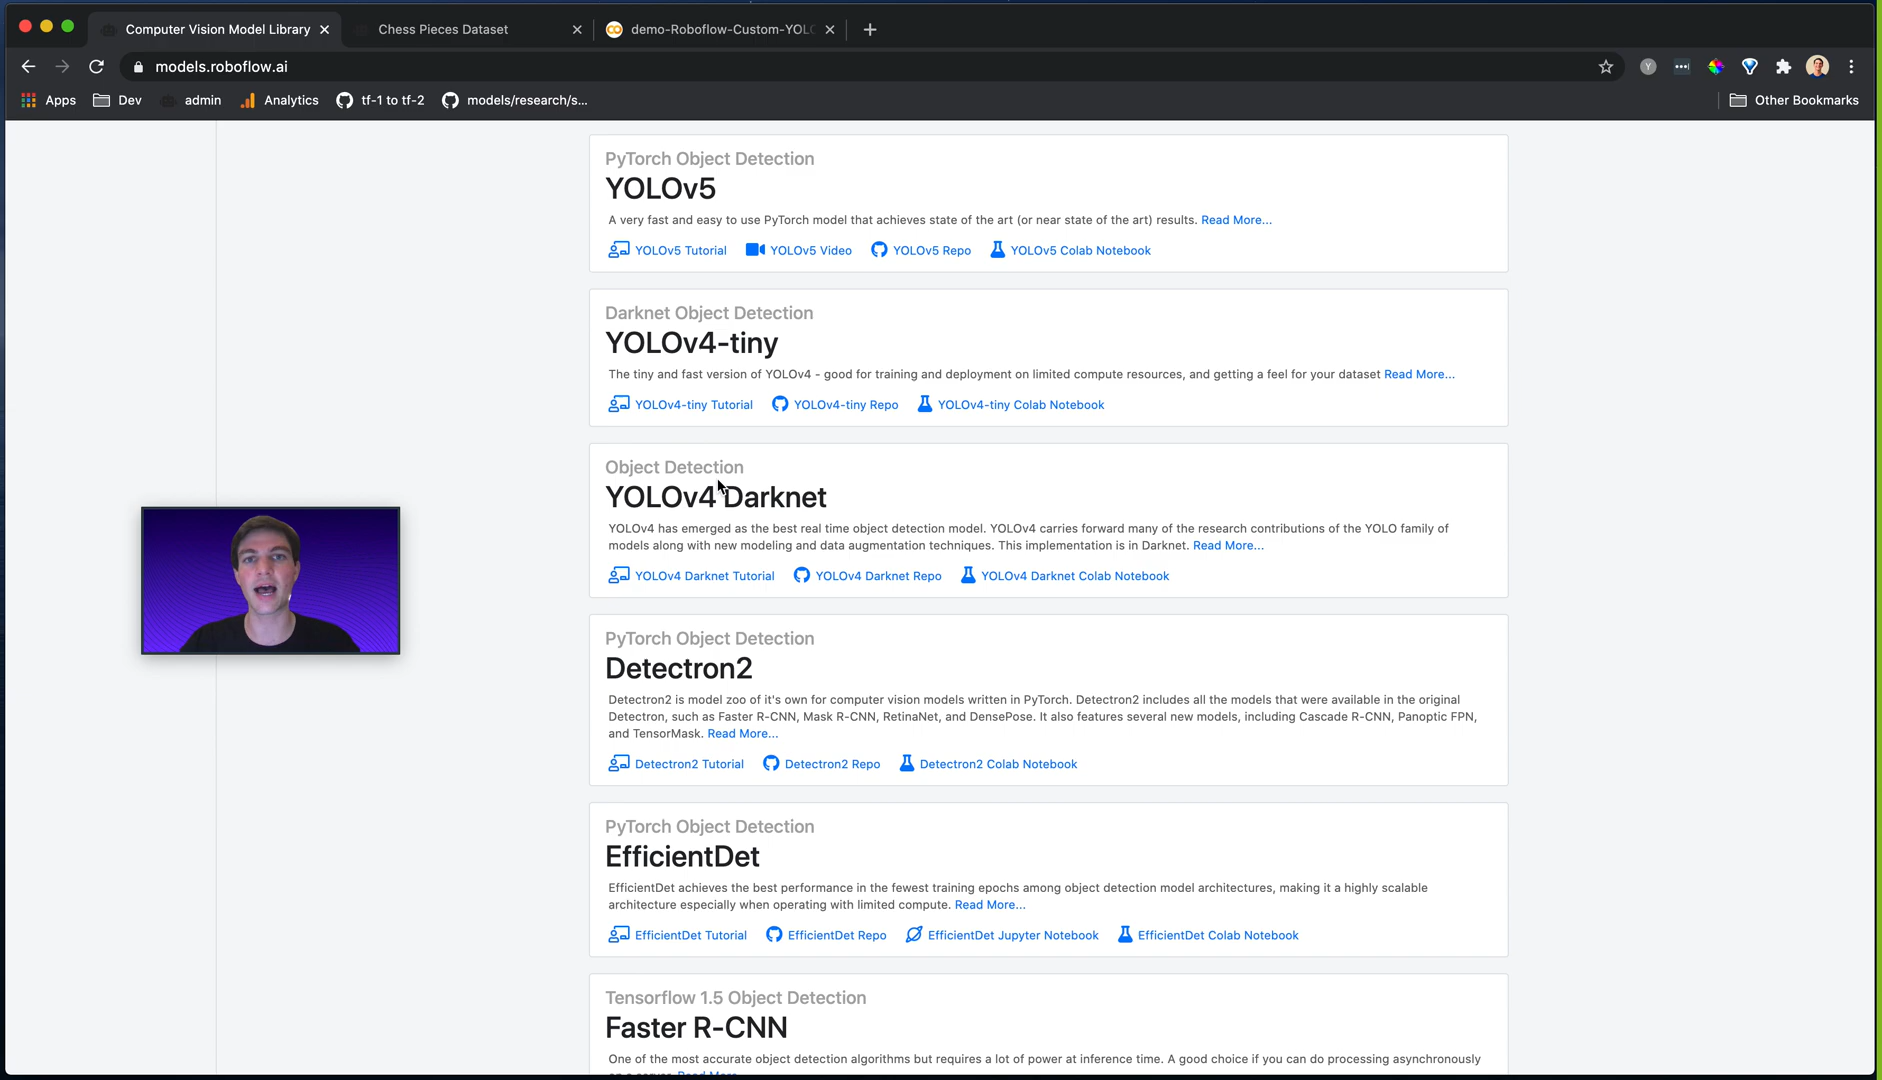 Computer Vision Model Library
Chess Pieces Dataset
demo-Roboflow-Custom-YOLO
models.roboflow.ai
Y
Apps
Dev
admin
Analytics
tf-1 to tf-2
models/research/s...
Other Bookmarks
PyTorch Object Detection
YOLOv5
A very fast and easy to use PyTorch model that achieves state of the art (or near state of the art) results. Read More...
YOLOv5 Tutorial YOLOv5 Video YOLOv5 Repo YOLOv5 Colab Notebook
Darknet Object Detection
YOLOv4-tiny
The tiny and fast version of YOLOv4 - good for training and deployment on limited compute resources, and getting a feel for your dataset Read More...
YOLOv4-tiny Tutorial YOLOv4-tiny Repo YOLOv4-tiny Colab Notebook
Object Detection
YOLOv4 Darknet
YOLOv4 has emerged as the best real time object detection model. YOLOv4 carries forward many of the research contributions of the YOLO family of
models along with new modeling and data augmentation techniques. This implementation is in Darknet. Read More...
YOLOv4 Darknet Tutorial YOLOv4 Darknet Repo YOLOv4 Darknet Colab Notebook
PyTorch Object Detection
Detectron2
Detectron2 is model zoo of it's own for computer vision models written in PyTorch. Detectron2 includes all the models that were available in the original
Detectron, such as Faster R-CNN, Mask R-CNN, RetinaNet, and DensePose. It also features several new models, including Cascade R-CNN, Panoptic FPN,
and TensorMask. Read More...
Detectron2 Tutorial Detectron2 Repo Detectron2 Colab Notebook
PyTorch Object Detection
EfficientDet
EfficientDet achieves the best performance in the fewest training epochs among object detection model architectures, making it a highly scalable
architecture especially when operating with limited compute. Read More...
EfficientDet Tutorial EfficientDet Repo EfficientDet Jupyter Notebook EfficientDet Colab Notebook
Tensorflow 1.5 Object Detection
Faster R-CNN
One of the most accurate object detection algorithms but requires a lot of power at inference time. A good choice if you can do processing asynchronously